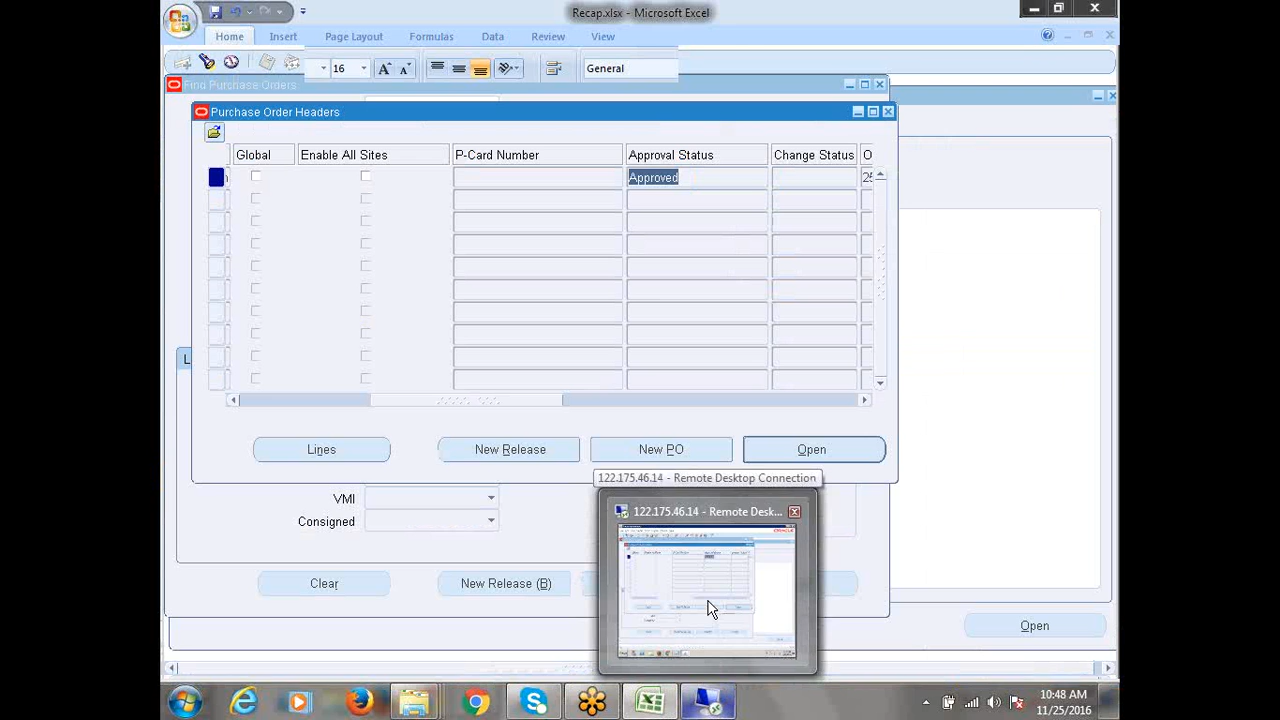 Recap.xlsx - Microsoft Excel
Home Insert Page Layout Formulas Data Review View
16 A A General
Find Purchase Orders
Purchase Order Headers
Global Enable All Sites P-Card Number Approval Status Change Status O
Approved 25
Lines New Release New PO Open
122.175.46.14 - Remote Desktop Connection
VMI
Consigned
122.175.46.14 - Remote Desk...
Clear New Release (B)
Open
L
10:48 AM
11/25/2016